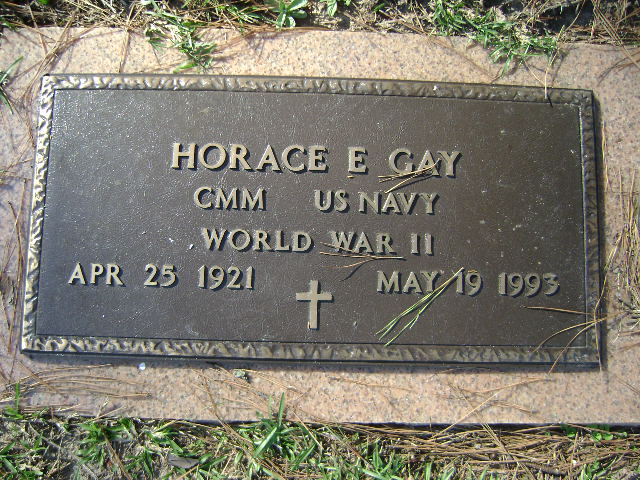 HORACE E GAY
CMM US NAVY
WORLD WAR II
APR 25 1921 MAY 19 1993